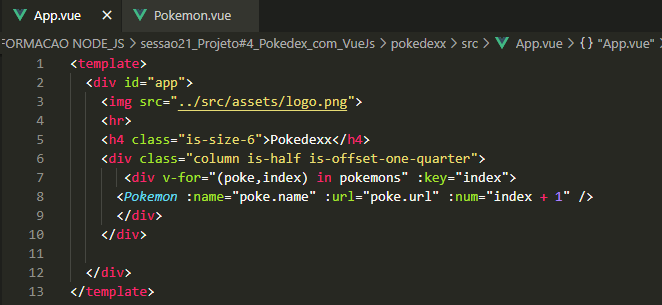 App.vue Pokemon.vue
FORMACAO NODE_JS > sessao21_Projeto#4_Pokedex_com_VueJs > pokedexx > src > App.vue > {} "App.vue"
1 <template>
2 <div id="app">
3 <img src="../src/assets/logo.png">
4 <hr>
5 <h4 class="is-size-6">Pokedexx</h4>
6 <div class="column is-half is-offset-one-quarter">
7 <div v-for="(poke,index) in pokemons" :key="index">
8 <Pokemon :name="poke.name" :url="poke.url" :num="index + 1" />
9 </div>
10 </div>
11
12 </div>
13 </template>